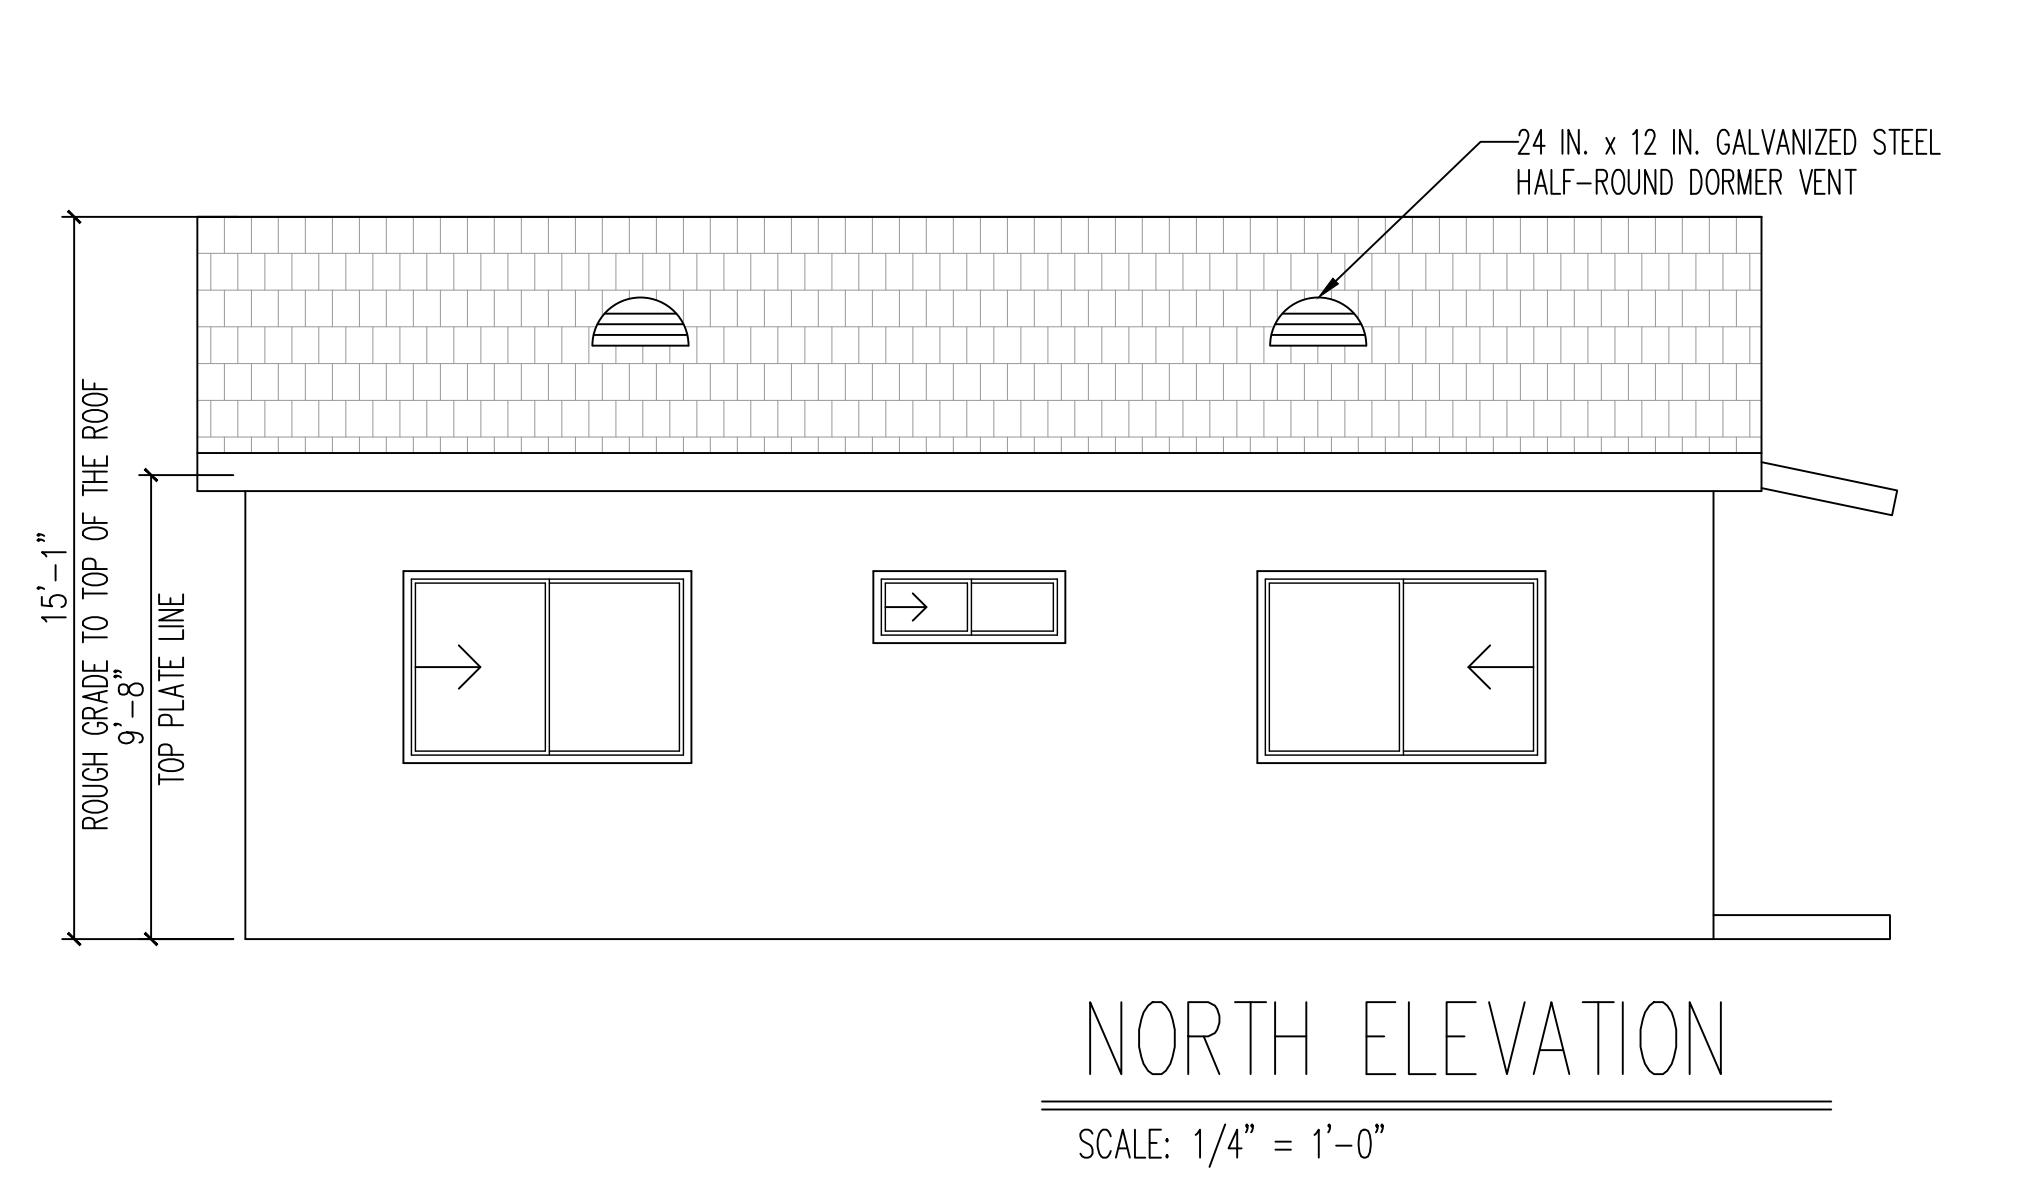 24 IN. x 12 IN. GALVANIZED STEEL
HALF-ROUND DORMER VENT
15'-1"
ROUGH GRADE TO TOP OF THE ROOF
9'-8"
TOP PLATE LINE
NORTH ELEVATION
SCALE: 1/4" = 1'-0"